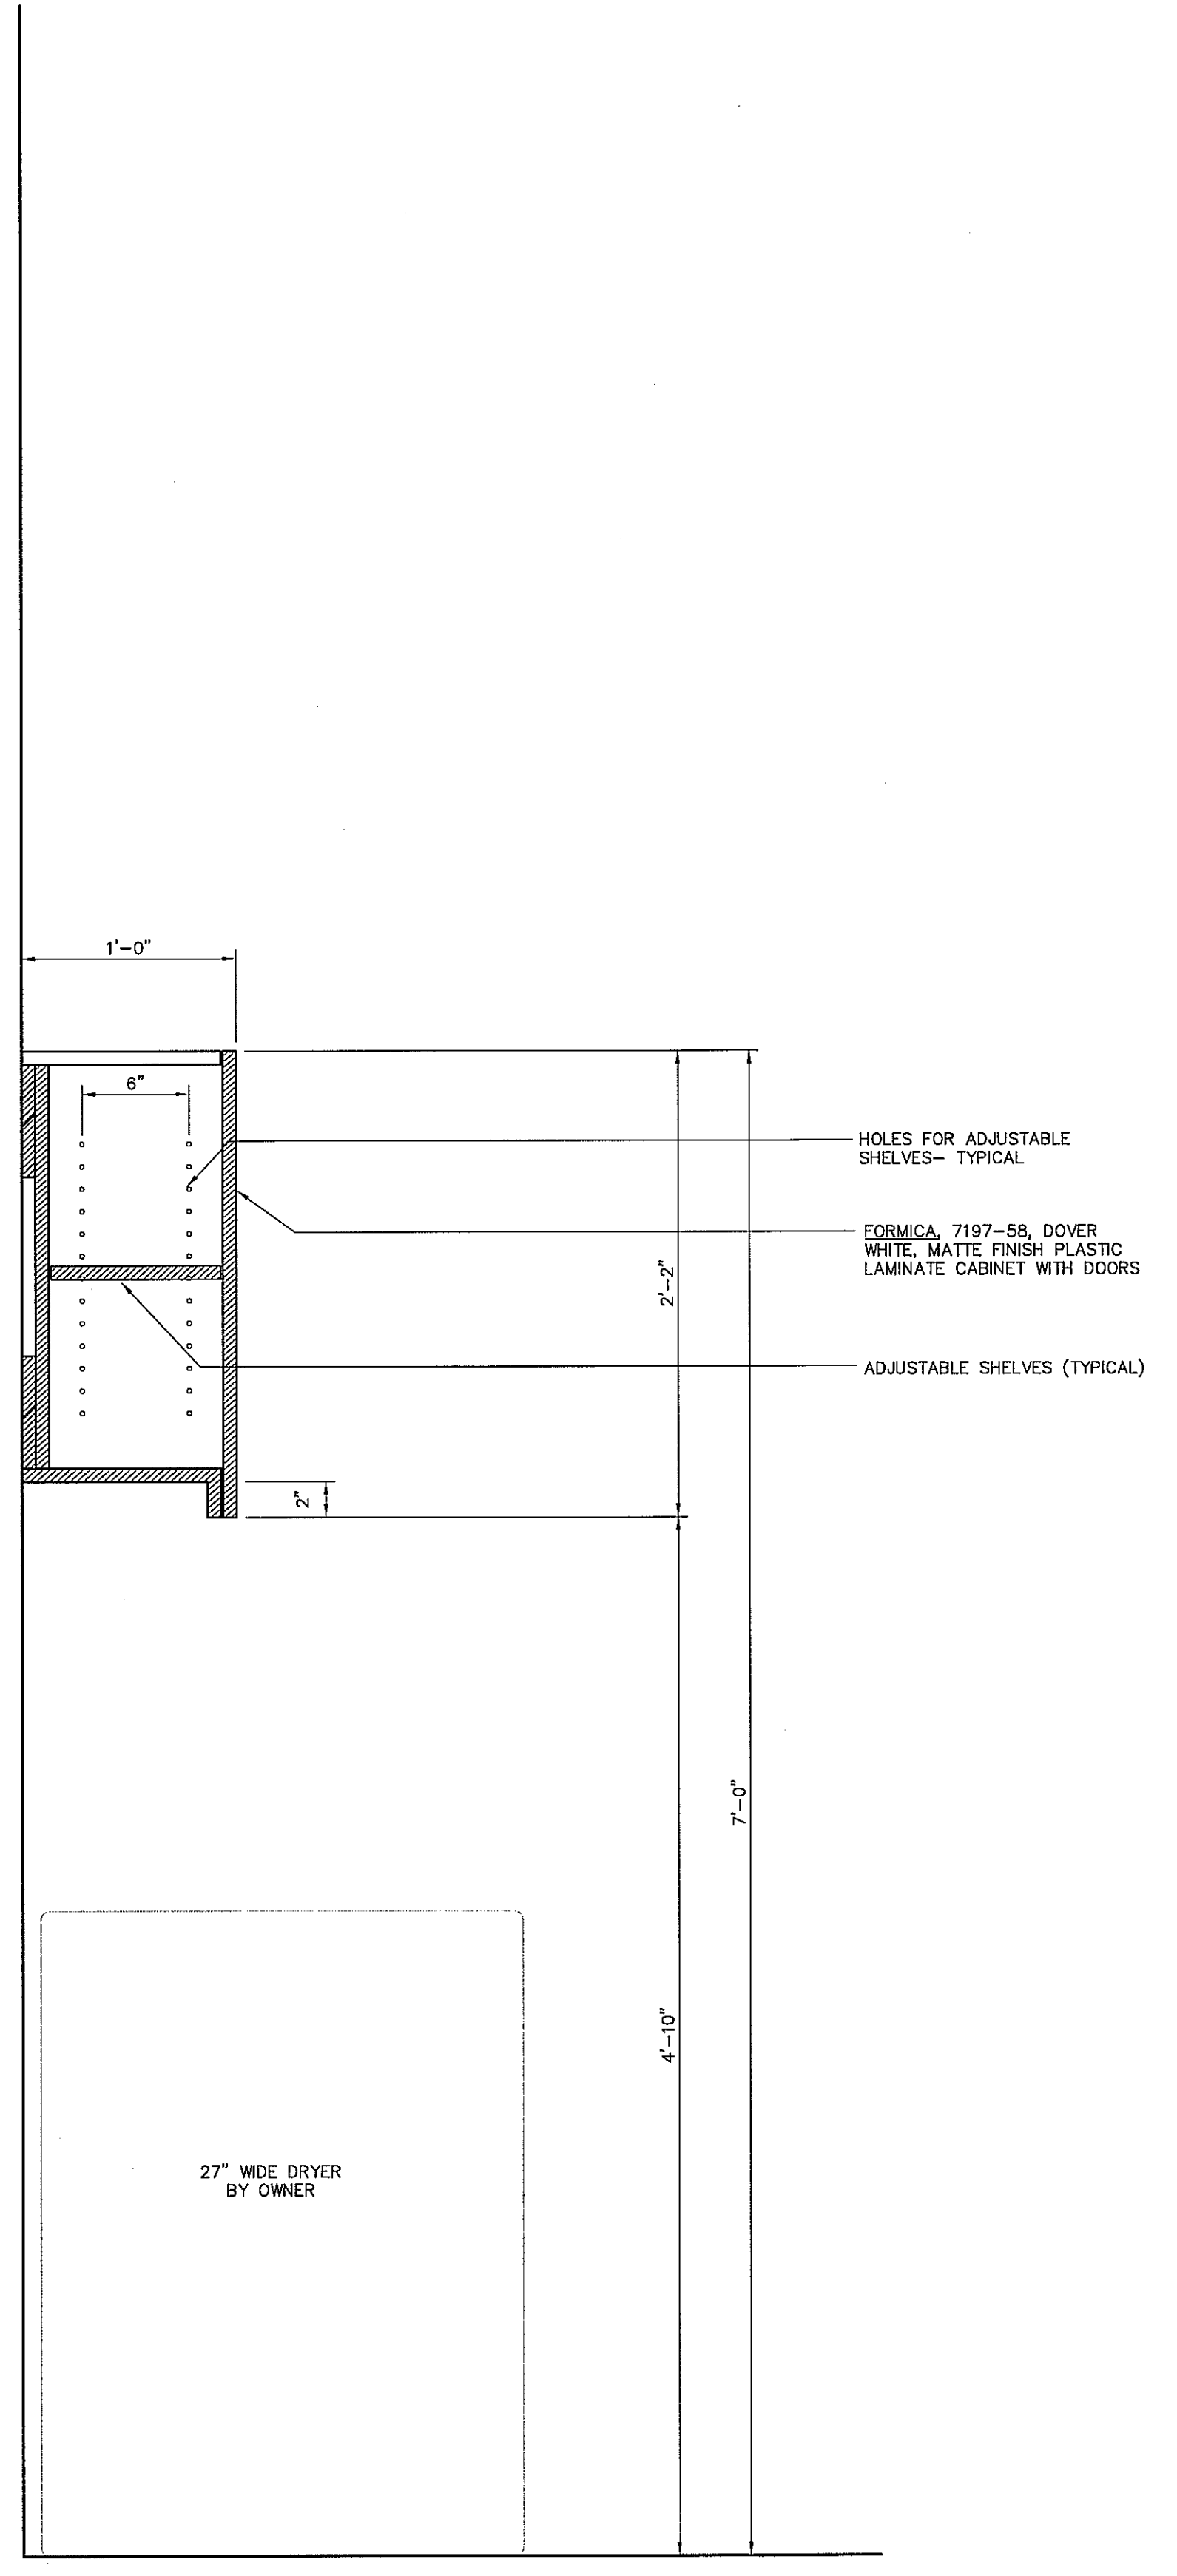 1'-0"
6"
HOLES FOR ADJUSTABLE
SHELVES- TYPICAL
FORMICA, 7197-58, DOVER
WHITE, MATTE FINISH PLASTIC
LAMINATE CABINET WITH DOORS
2'-2"
ADJUSTABLE SHELVES (TYPICAL)
2"
7'-0"
4'-10"
27" WIDE DRYER
BY OWNER